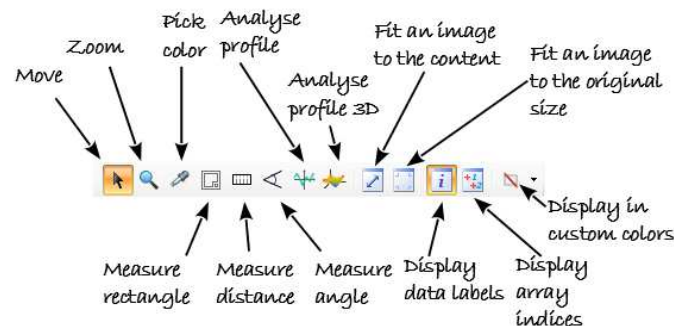 Move
Zoom
Pick
color
Analyse
profile
Analyse
profile 3D
Fit an image
to the content
Fit an image
to the original
size
Measure
rectangle
Measure
distance
Measure
angle
Display
data labels
Display
array
indices
Display in
custom colors